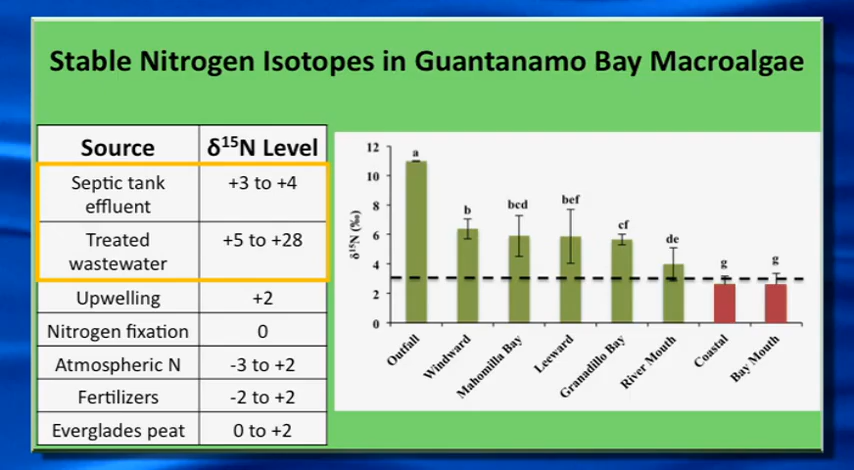 Stable Nitrogen Isotopes in Guantanamo Bay Macroalgae
Source δ¹⁵N Level
Septic tank +3 to +4
effluent
Treated +5 to +28
wastewater
Upwelling +2
Nitrogen fixation 0
Atmospheric N -3 to +2
Fertilizers -2 to +2
Everglades peat 0 to +2
δ¹⁵N (‰)
12
10
8
6
4
2
0
a
b
bcd
bef
cf
de
g
g
Outfall
Windward
Mahomilla Bay
Leeward
Granadillo Bay
River Mouth
Coastal
Bay Mouth